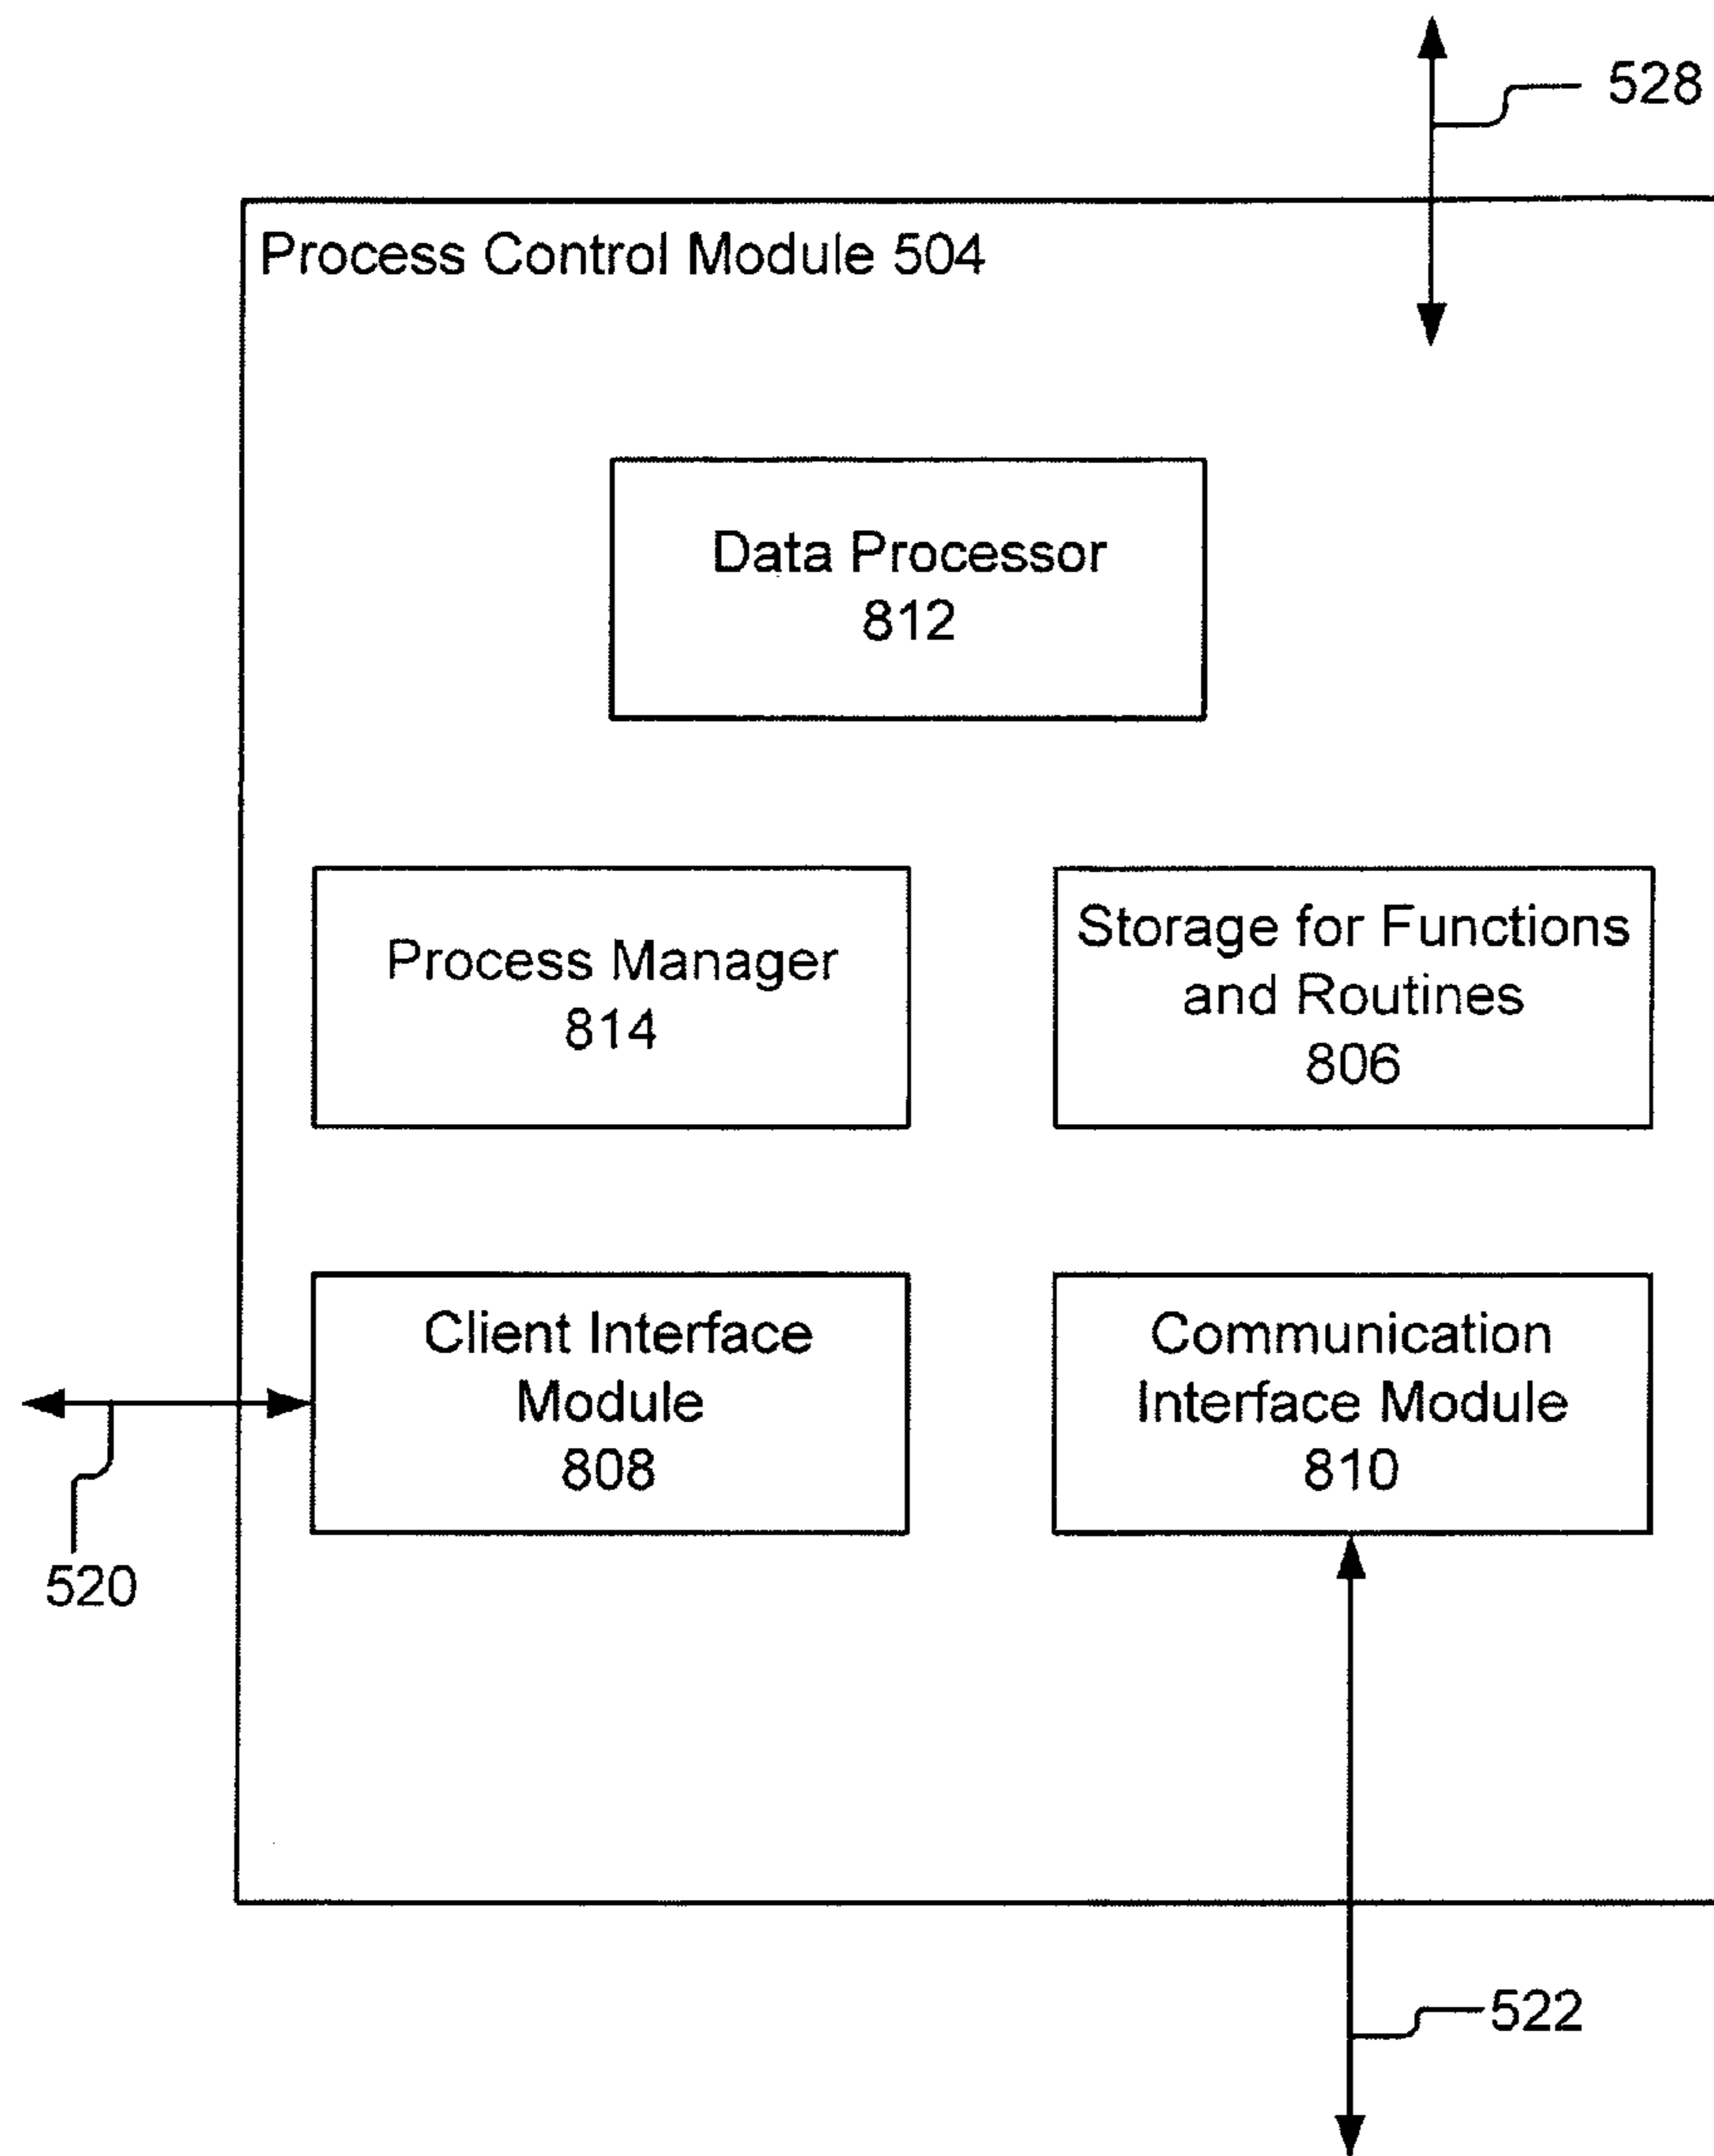 528
Process Control Module 504
Data Processor
812
Process Manager
814
Storage for Functions
and Routines
806
Client Interface
Module
808
Communication
Interface Module
810
520
522